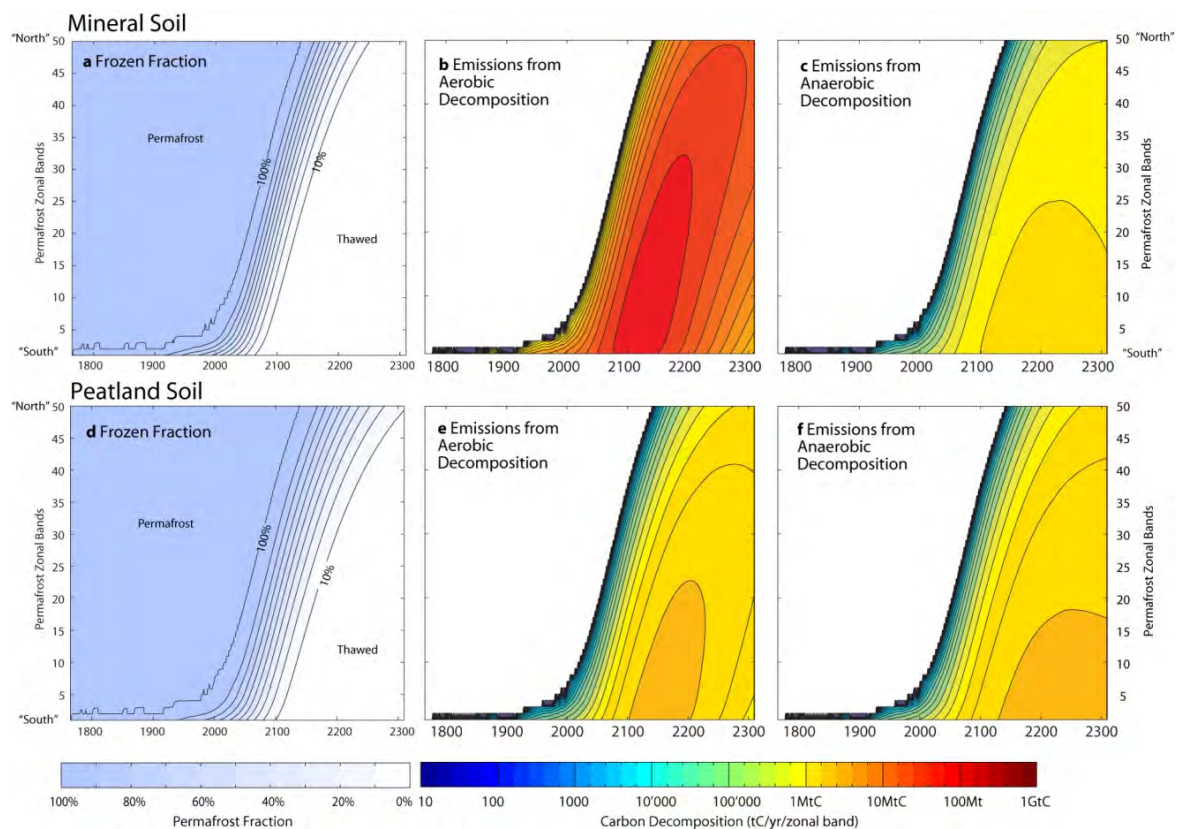 Mineral Soil
"North"
50
45
40
35
30
25
20
15
10
5
"South"
Permafrost Zonal Bands
a Frozen Fraction
Permafrost
100%
10%
Thawed
1800 1900 2000 2100 2200 2300
b Emissions from
Aerobic
Decomposition
1800 1900 2000 2100 2200 2300
c Emissions from
Anaerobic
Decomposition
1800 1900 2000 2100 2200 2300
50 "North"
45
40
35
30
25
20
15
10
5
"South"
Permafrost Zonal Bands
Peatland Soil
"North"
50
45
40
35
30
25
20
15
10
5
"South"
Permafrost Zonal Bands
d Frozen Fraction
Permafrost
100%
10%
Thawed
1800 1900 2000 2100 2200 2300
e Emissions from
Aerobic
Decomposition
1800 1900 2000 2100 2200 2300
f Emissions from
Anaerobic
Decomposition
1800 1900 2000 2100 2200 2300
50
45
40
35
30
25
20
15
10
5
Permafrost Zonal Bands
100% 80% 60% 40% 20% 0%
Permafrost Fraction
10 100 1000 10'000 100'000 1MtC 10MtC 100Mt 1GtC
Carbon Decomposition (tC/yr/zonal band)